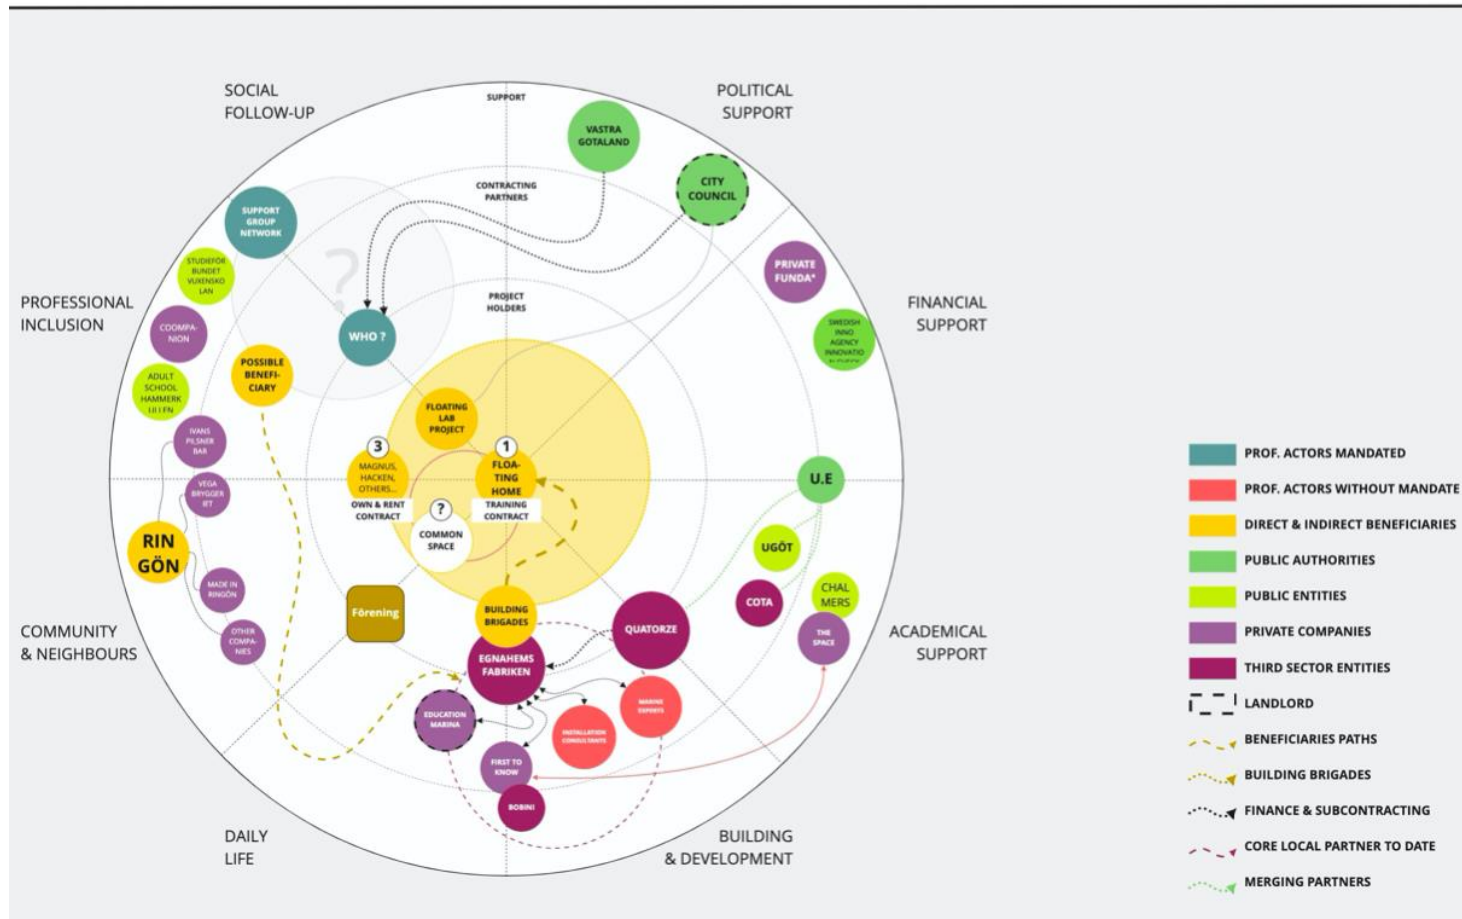 SOCIAL
FOLLOW-UP
SUPPORT
POLITICAL
SUPPORT
VASTRA
GOTALAND
CITY
COUNCIL
CONTRACTING
PARTNERS
SUPPORT
GROUP
NETWORK
?
STUDIEFÖR
BUNDET
VUXENSKO
LAN
PRIVATE
FUNDA*
PROFESSIONAL
INCLUSION
PROJECT
HOLDERS
FINANCIAL
SUPPORT
COOMPA-
NION
WHO ?
SWEDISH
INNO
AGENCY
INNOVATIO
POSSIBLE
BENEFI-
CIARY
ADULT
SCHOOL
HAMMERK
FLOATING
LAB
PROJECT
IVANS
PILSNER
BAR
3
MAGNUS,
HACKEN,
OTHERS...
OWN & RENT
CONTRACT
1
FLOA-
TING
HOME
TRAINING
CONTRACT
?
COMMON
SPACE
VEGA
BRYGGER
IET
U.E
RIN
GÖN
UGÖT
MADE IN
RINGÖN
COTA
CHAL
MERS
Förening
BUILDING
BRIGADES
QUATORZE
THE
SPACE
COMMUNITY
& NEIGHBOURS
OTHER
COMPA-
NIES
ACADEMICAL
SUPPORT
EGNAHEMS
FABRIKEN
EDUCATION
MARINA
MARINE
EXPERTS
INSTALLATION
CONSULTANTS
FIRST TO
KNOW
BOBINI
DAILY
LIFE
BUILDING
& DEVELOPMENT
PROF. ACTORS MANDATED
PROF. ACTORS WITHOUT MANDATE
DIRECT & INDIRECT BENEFICIARIES
PUBLIC AUTHORITIES
PUBLIC ENTITIES
PRIVATE COMPANIES
THIRD SECTOR ENTITIES
LANDLORD
BENEFICIARIES PATHS
BUILDING BRIGADES
FINANCE & SUBCONTRACTING
CORE LOCAL PARTNER TO DATE
MERGING PARTNERS